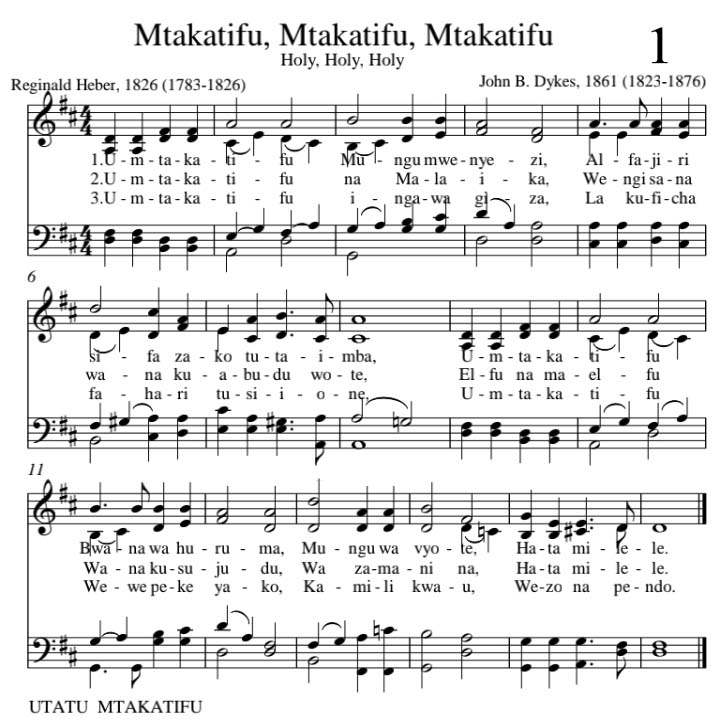 Mtakatifu, Mtakatifu, Mtakatifu
1
Holy, Holy, Holy
Reginald Heber, 1826 (1783-1826)
John B. Dykes, 1861 (1823-1876)
1.U - m - ta - ka - ti - fu Mu - ngu mwe - nye - zi, Al - fa - ji - ri
2.U - m - ta - ka - ti - fu na Ma - la - i - ka, We - ngi sa - na
3.U - m - ta - ka - ti - fu i - nga - wa gi - za, La ku - fi - cha
6
si - fa za - ko tu - ta - i - mba, U - m - ta - ka - ti - fu
wa - na ku - a - bu - du wo - te, El - fu na ma - el - fu
fa - ha - ri tu - si - i - o - ne, U - m - ta - ka - ti - fu
11
Bwa - na wa hu - ru - ma, Mu - ngu wa vyo - te, Ha - ta mi - le - le.
Wa - na ku - su - ju - du, Wa za - ma - ni na, Ha - ta mi - le - le.
We - we pe - ke ya - ko, Ka - mi - li kwa - u, We - zo na pe - ndo.
UTATU MTAKATIFU